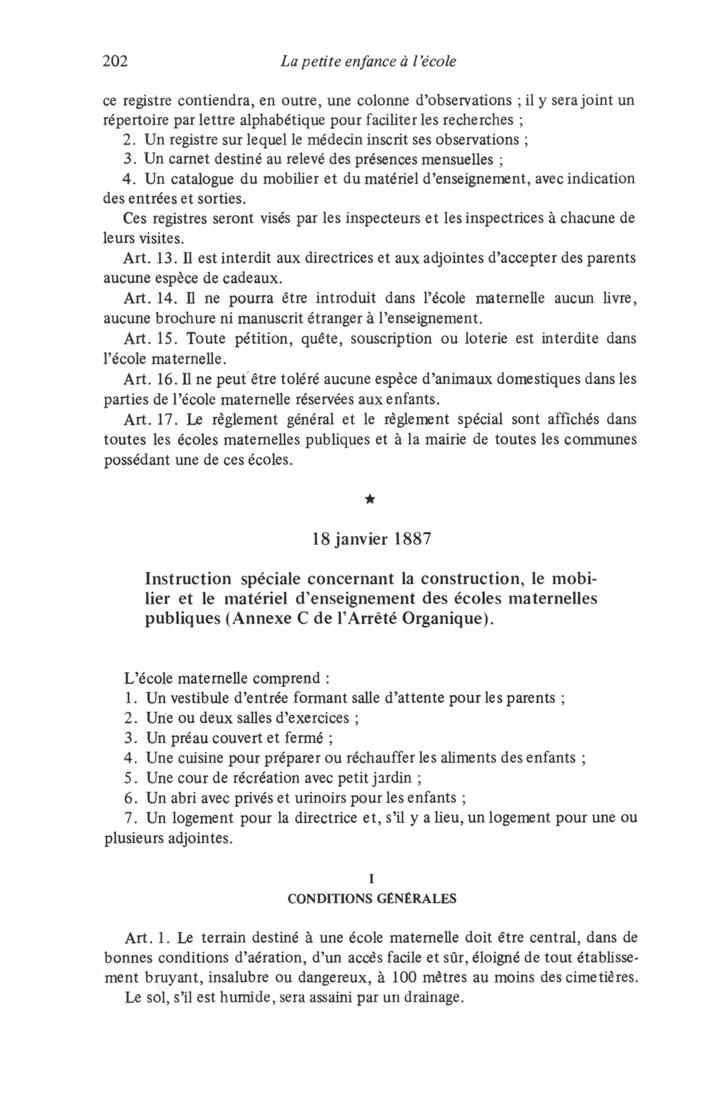 202
La petite enfance à l'école
ce registre contiendra, en outre, une colonne d'observations ; il y sera joint un
répertoire par lettre alphabétique pour faciliter les recherches ;
2. Un registre sur lequel le médecin inscrit ses observations ;
3. Un carnet destiné au relevé des présences mensuelles ;
4. Un catalogue du mobilier et du matériel d'enseignement, avec indication
des entrées et sorties.
Ces registres seront visés par les inspecteurs et les inspectrices à chacune de
leurs visites.
Art. 13. Il est interdit aux directrices et aux adjointes d'accepter des parents
aucune espèce de cadeaux.
Art. 14. Il ne pourra être introduit dans l'école maternelle aucun livre,
aucune brochure ni manuscrit étranger à l'enseignement.
Art. 15. Toute pétition, quête, souscription ou loterie est interdite dans
l'école maternelle.
Art. 16. Il ne peut être toléré aucune espèce d'animaux domestiques dans les
parties de l'école maternelle réservées aux enfants.
Art. 17. Le règlement général et le règlement spécial sont affichés dans
toutes les écoles maternelles publiques et à la mairie de toutes les communes
possédant une de ces écoles.
★
18 janvier 1887
Instruction spéciale concernant la construction, le mobi-
lier et le matériel d'enseignement des écoles maternelles
publiques (Annexe C de l'Arrêté Organique).
L'école maternelle comprend :
1. Un vestibule d'entrée formant salle d'attente pour les parents ;
2. Une ou deux salles d'exercices ;
3. Un préau couvert et fermé ;
4. Une cuisine pour préparer ou réchauffer les aliments des enfants ;
5. Une cour de récréation avec petit jardin ;
6. Un abri avec privés et urinoirs pour les enfants ;
7. Un logement pour la directrice et, s'il y a lieu, un logement pour une ou
plusieurs adjointes.
I
CONDITIONS GÉNÉRALES
Art. 1. Le terrain destiné à une école maternelle doit être central, dans de
bonnes conditions d'aération, d'un accès facile et sûr, éloigné de tout établisse-
ment bruyant, insalubre ou dangereux, à 100 mètres au moins des cimetières.
Le sol, s'il est humide, sera assaini par un drainage.